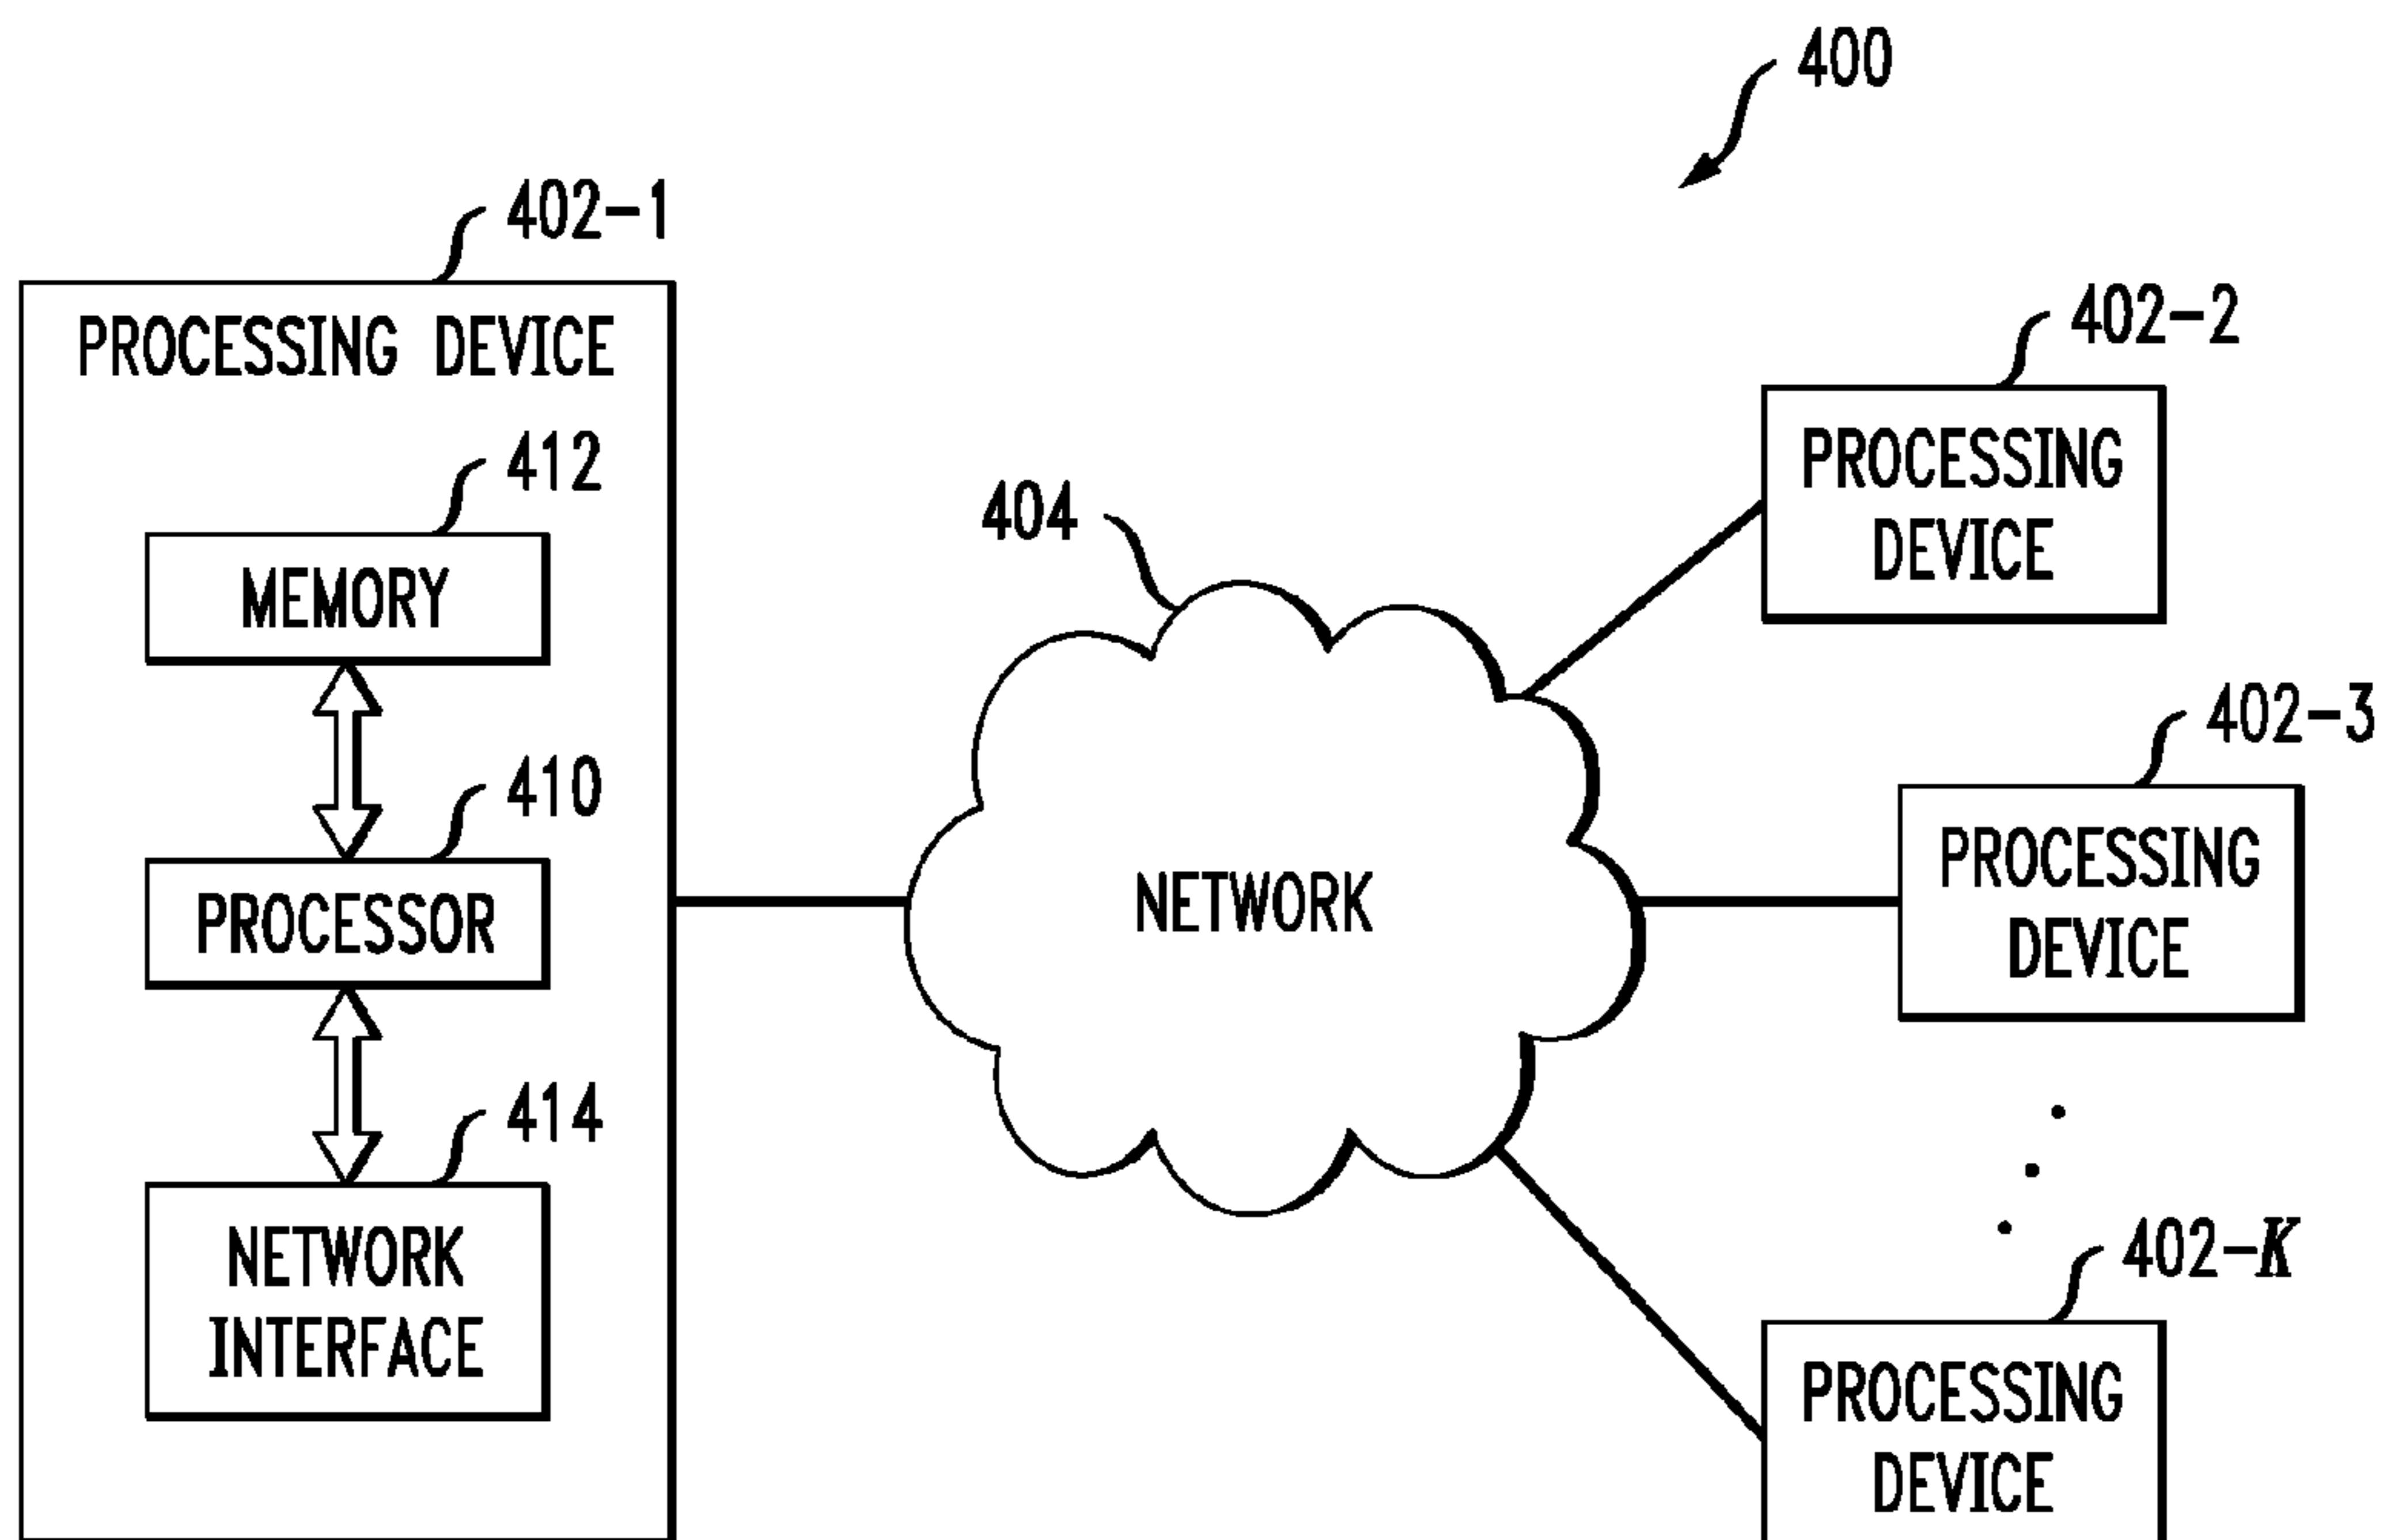 400
402-1
PROCESSING DEVICE
412
MEMORY
410
PROCESSOR
414
NETWORK
INTERFACE
404
NETWORK
402-2
PROCESSING
DEVICE
402-3
PROCESSING
DEVICE
402-K
PROCESSING
DEVICE